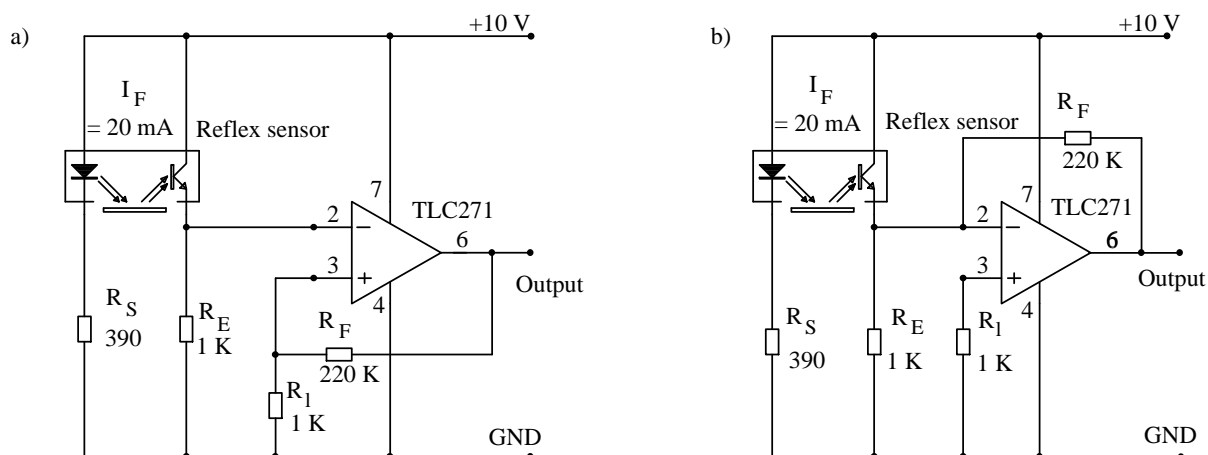 a)
+10 V
I F
= 20 mA
Reflex sensor
7
TLC271
2
6
3
Output
4
R S
390
R E
1 K
R F
220 K
R 1
1 K
GND
b)
+10 V
I F
= 20 mA
R F
220 K
Reflex sensor
7
TLC271
2
6
3
Output
4
R S
390
R E
1 K
R 1
1 K
GND